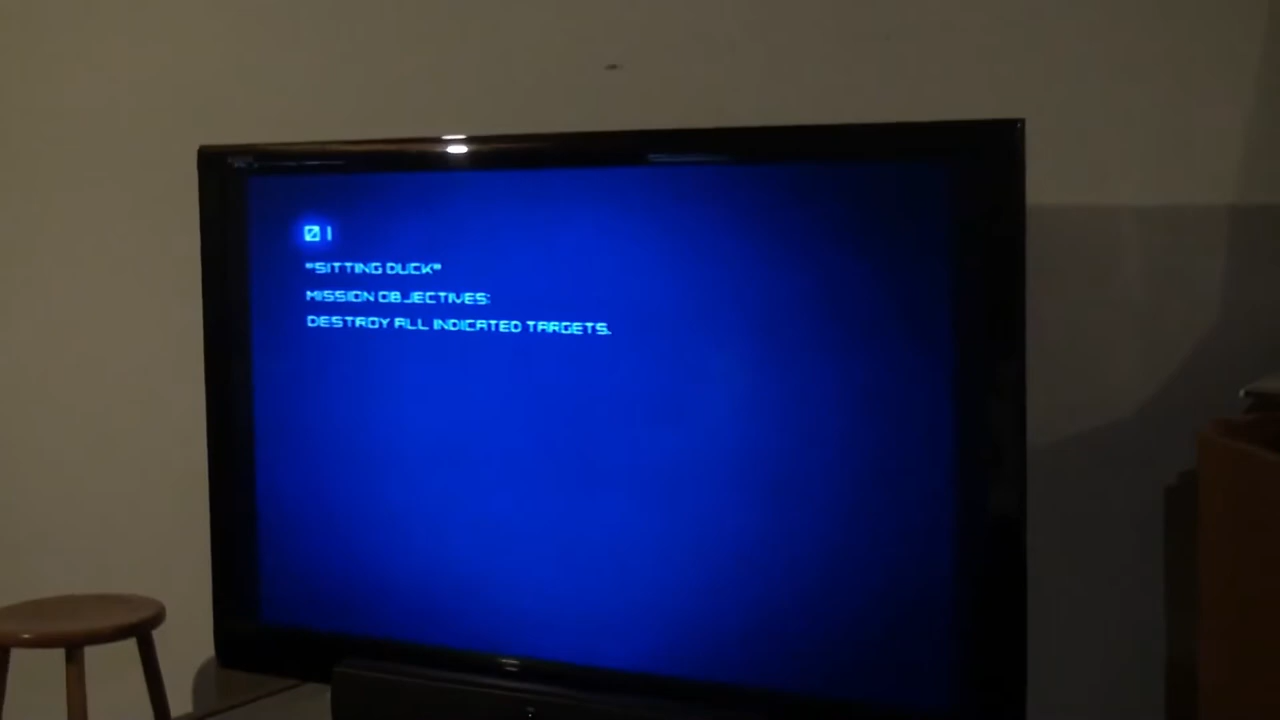 01
"SITTING DUCK"
MISSION OBJECTIVES:
DESTROY ALL INDICATED TARGETS.